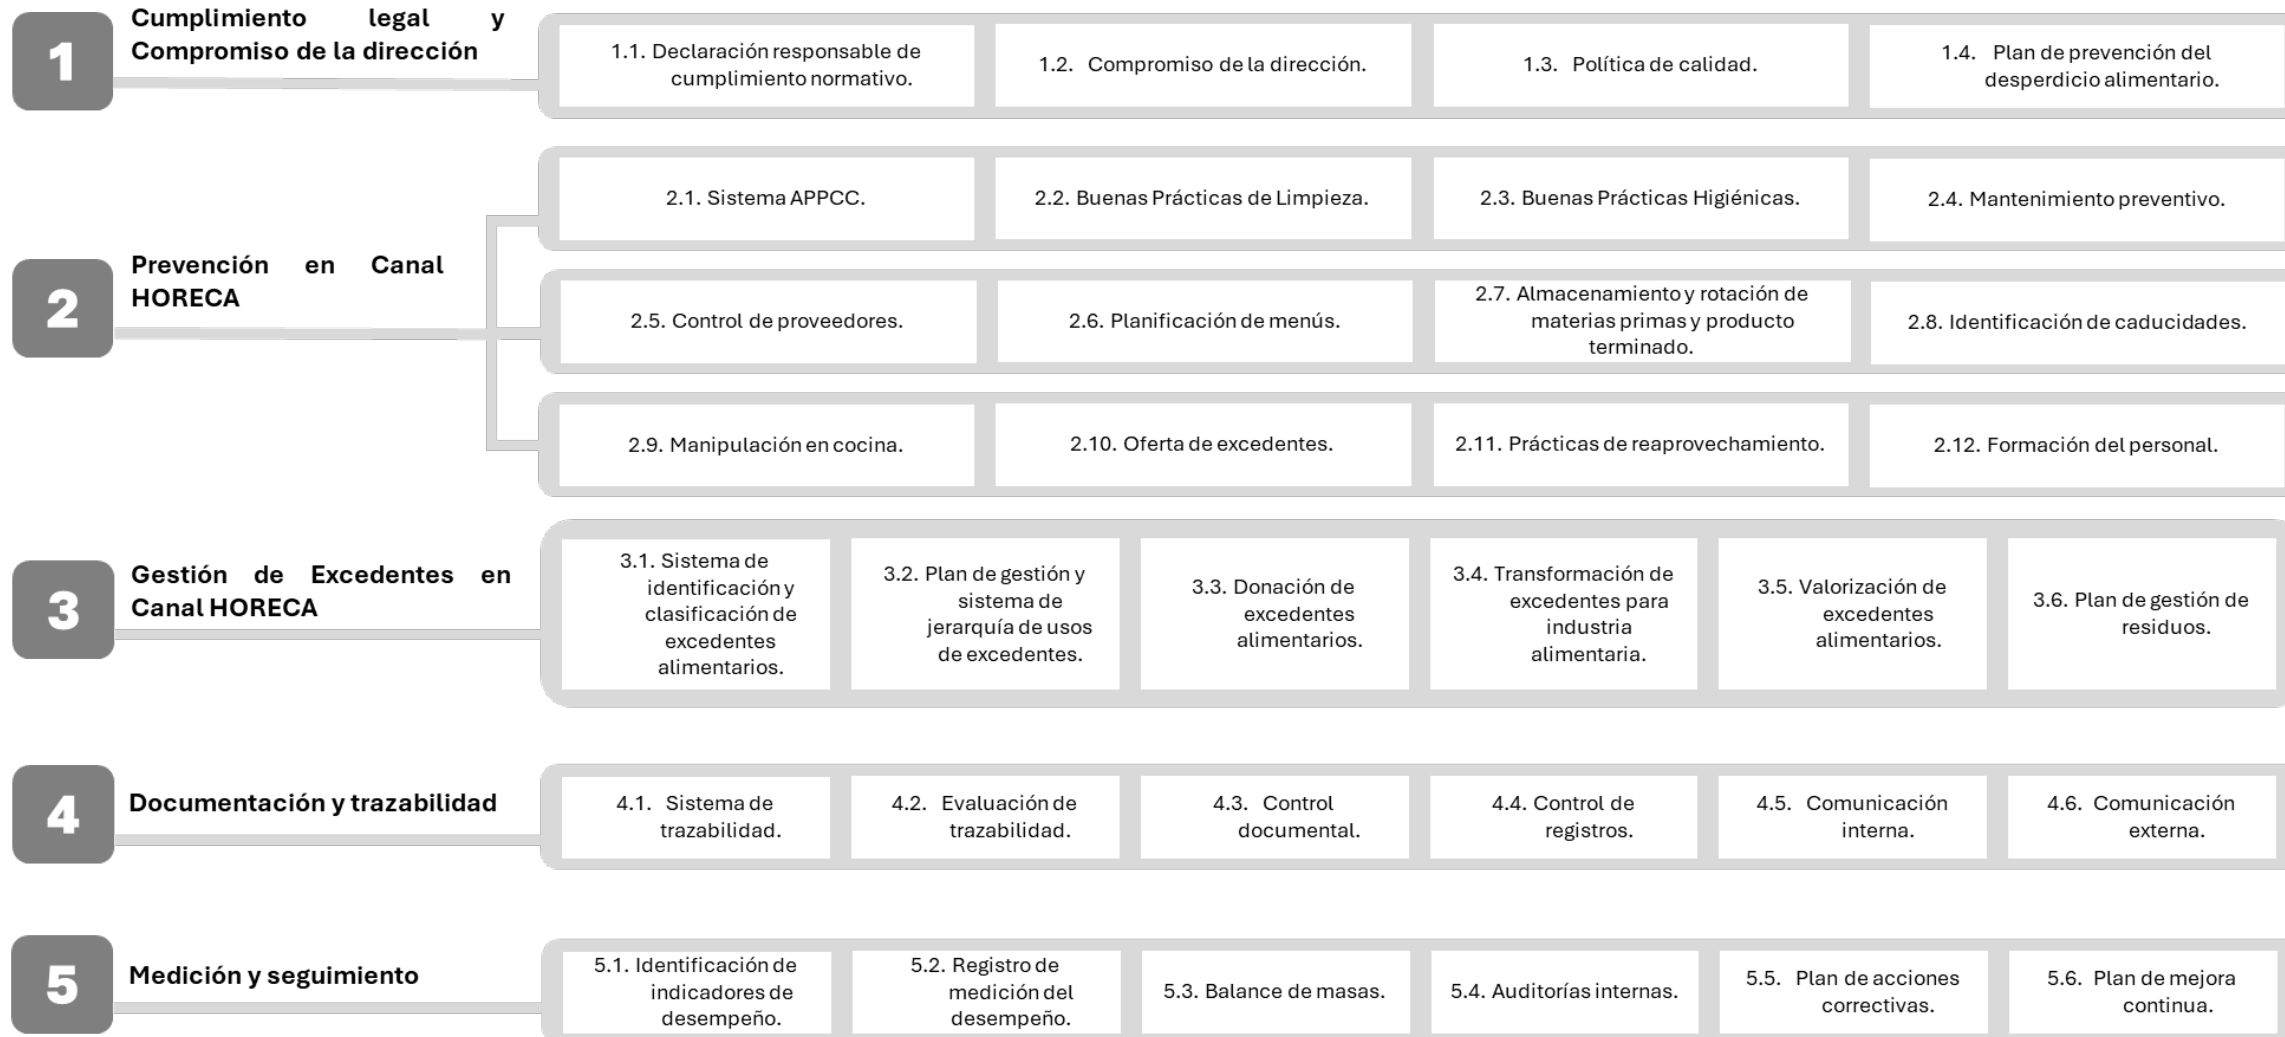 1
Cumplimiento legal y
Compromiso de la dirección
1.1. Declaración responsable de
cumplimiento normativo.
1.2. Compromiso de la dirección.
1.3. Política de calidad.
1.4. Plan de prevención del
desperdicio alimentario.
2
Prevención en Canal
HORECA
2.1. Sistema APPCC.
2.2. Buenas Prácticas de Limpieza.
2.3. Buenas Prácticas Higiénicas.
2.4. Mantenimiento preventivo.
2.5. Control de proveedores.
2.6. Planificación de menús.
2.7. Almacenamiento y rotación de
materias primas y producto
terminado.
2.8. Identificación de caducidades.
2.9. Manipulación en cocina.
2.10. Oferta de excedentes.
2.11. Prácticas de reaprovechamiento.
2.12. Formación del personal.
3
Gestión de Excedentes en
Canal HORECA
3.1. Sistema de
identificación y
clasificación de
excedentes
alimentarios.
3.2. Plan de gestión y
sistema de
jerarquía de usos
de excedentes.
3.3. Donación de
excedentes
alimentarios.
3.4. Transformación de
excedentes para
industria
alimentaria.
3.5. Valorización de
excedentes
alimentarios.
3.6. Plan de gestión de
residuos.
4
Documentación y trazabilidad
4.1. Sistema de
trazabilidad.
4.2. Evaluación de
trazabilidad.
4.3. Control
documental.
4.4. Control de
registros.
4.5. Comunicación
interna.
4.6. Comunicación
externa.
5
Medición y seguimiento
5.1. Identificación de
indicadores de
desempeño.
5.2. Registro de
medición del
desempeño.
5.3. Balance de masas.
5.4. Auditorías internas.
5.5. Plan de acciones
correctivas.
5.6. Plan de mejora
continua.